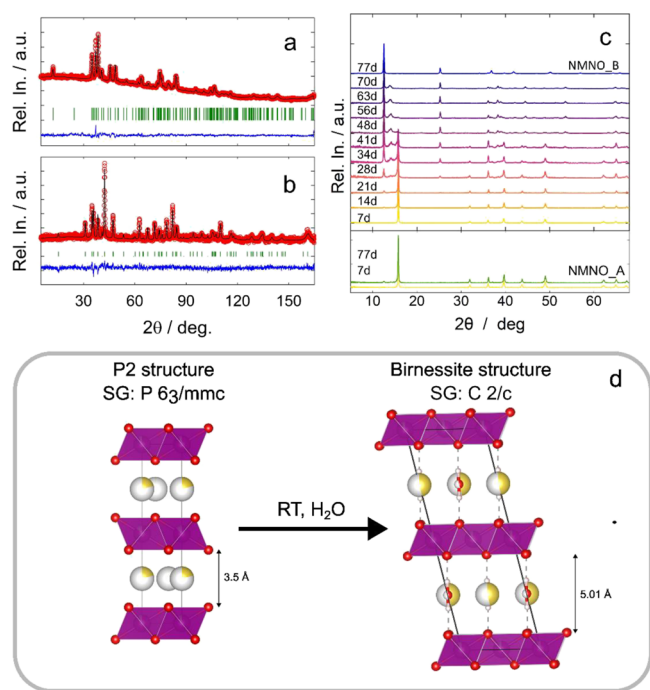 a
Rel. In. / a.u.
b
Rel. In. / a.u.
30 60 90 120 150
2θ / deg.
c
NMNO_B
77d
70d
63d
56d
48d
41d
34d
28d
21d
14d
7d
Rel. In. / a.u.
77d
7d
NMNO_A
10 20 30 40 50 60
2θ / deg
d
P2 structure
SG: P 63/mmc
Birnessite structure
SG: C 2/c
RT, H2O
3.5 Å
5.01 Å